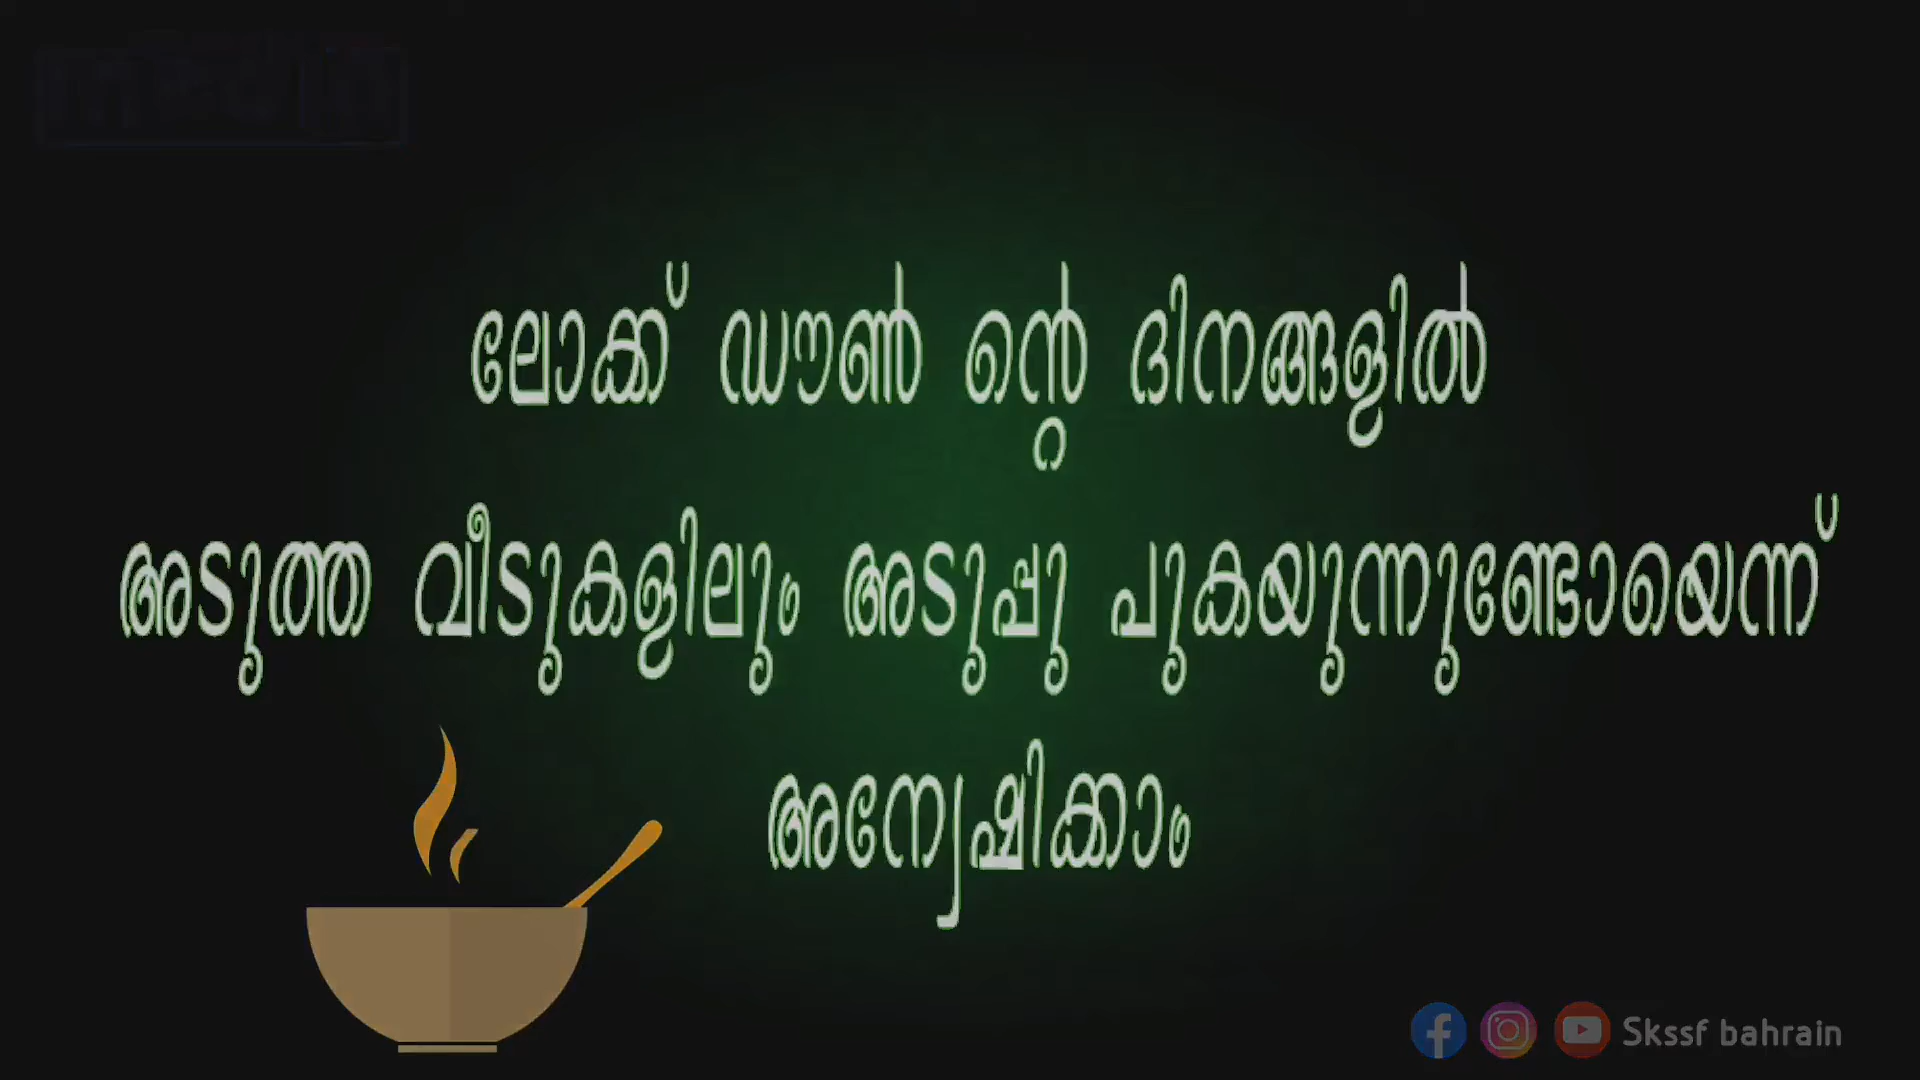 ലോക്ക് ഡൗൺ ന്റെ ദിനങ്ങളിൽ
അടുത്ത വീടുകളിലും അടുപ്പു പുകയുന്നുണ്ടോയെന്ന്
അന്യേഷിക്കാം
Skssf bahrain